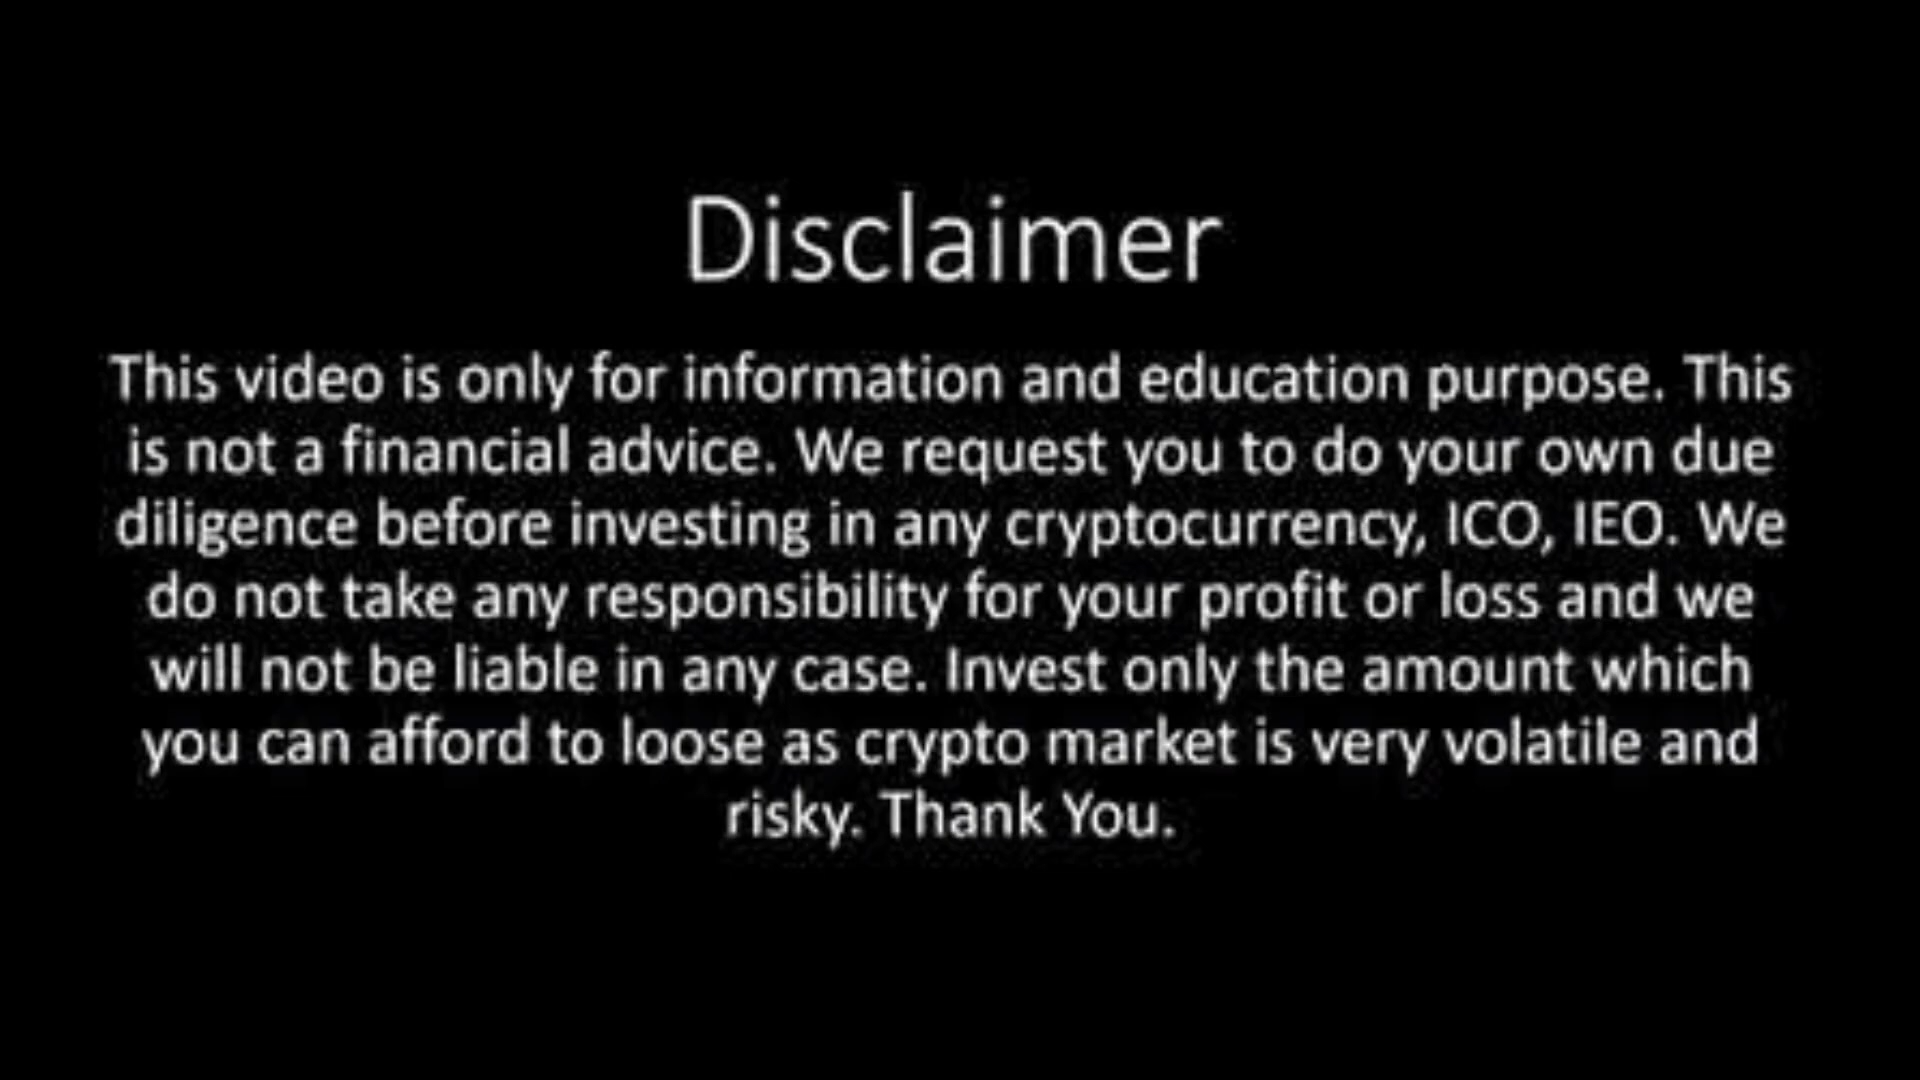 Disclaimer
This video is only for information and education purpose. This
is not a financial advice. We request you to do your own due
diligence before investing in any cryptocurrency, ICO, IEO. We
do not take any responsibility for your profit or loss and we
will not be liable in any case. Invest only the amount which
you can afford to loose as crypto market is very volatile and
risky. Thank You.